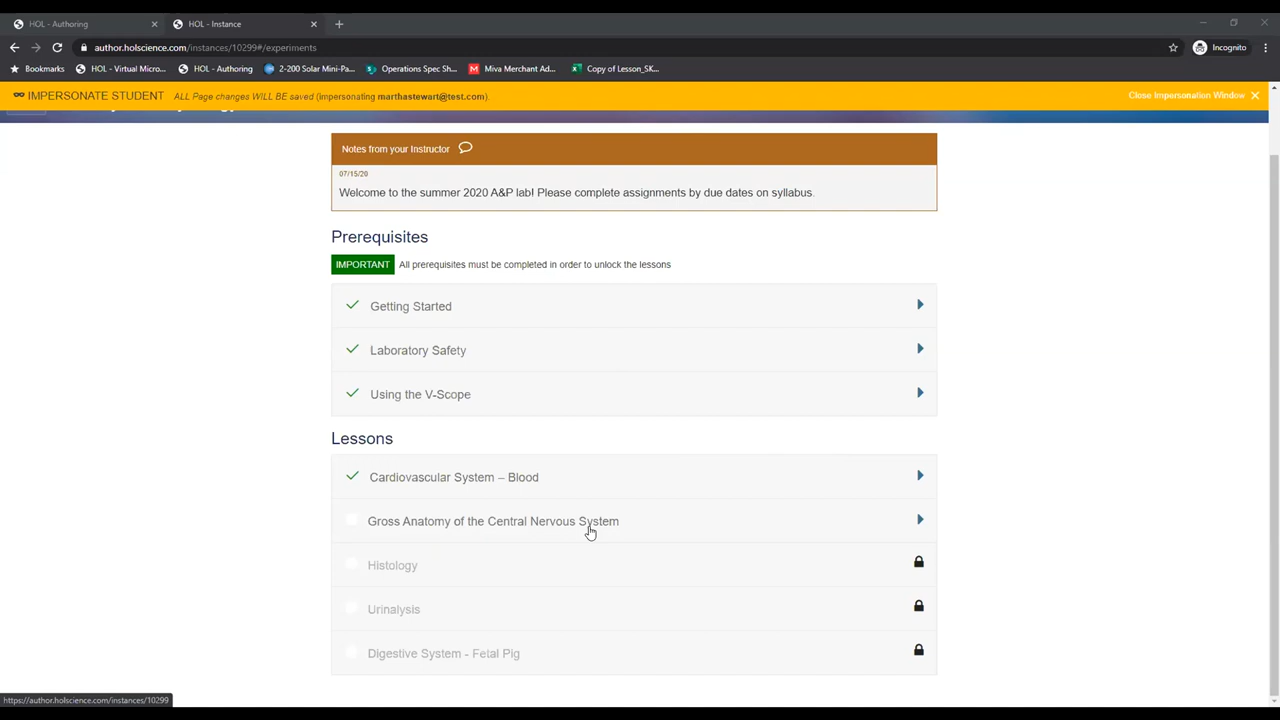 HOL - Authoring
HOL - Instance
author.holscience.com/instances/10299#/experiments
Incognito
Bookmarks
HOL - Virtual Micro...
HOL - Authoring
2-200 Solar Mini-Pa...
Operations Spec Sh...
Miva Merchant Ad...
Copy of Lesson_SK...
IMPERSONATE STUDENT ALL Page changes WILL BE saved (impersonating marthastewart@test.com).
Close Impersonation Window
Notes from your Instructor
07/15/20
Welcome to the summer 2020 A&P lab! Please complete assignments by due dates on syllabus.
Prerequisites
IMPORTANT All prerequisites must be completed in order to unlock the lessons
Getting Started
Laboratory Safety
Using the V-Scope
Lessons
Cardiovascular System – Blood
Gross Anatomy of the Central Nervous System
Histology
Urinalysis
Digestive System - Fetal Pig
https://author.holscience.com/instances/10299